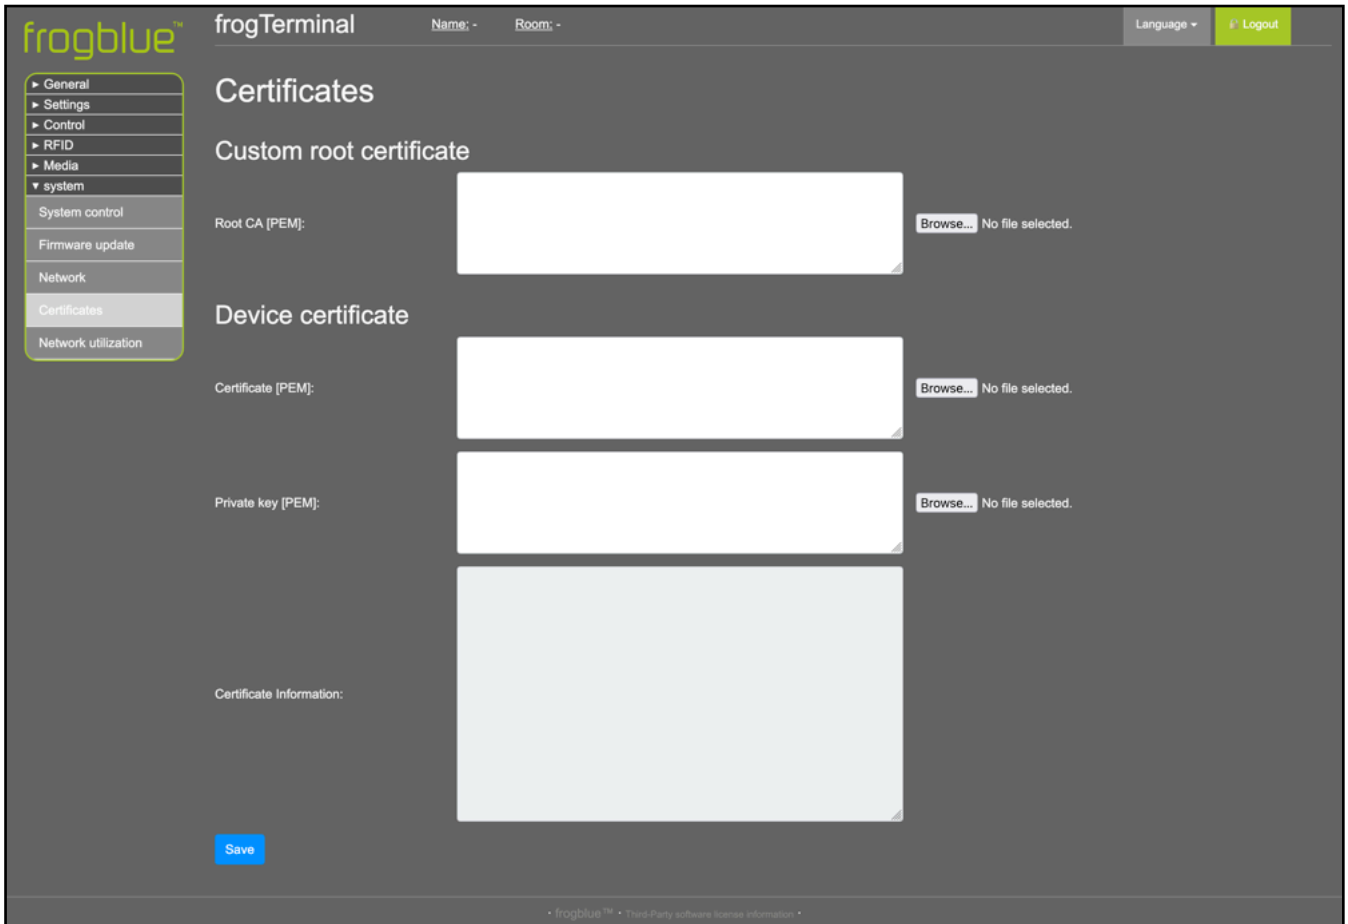 frogblue™
frogTerminal
Name: -
Room: -
Language
Logout
General
Settings
Control
RFID
Media
system
System control
Firmware update
Network
Certificates
Network utilization
Certificates
Custom root certificate
Root CA [PEM]:
Browse... No file selected.
Device certificate
Certificate [PEM]:
Browse... No file selected.
Private key [PEM]:
Browse... No file selected.
Certificate Information:
Save
• frogblue™ • Third-Party software license information •